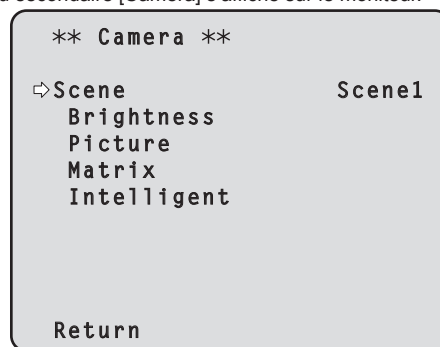 secondaire [Camera] s'affiche sur le moniteur.
** Camera **
⇨Scene Scene1
Brightness
Picture
Matrix
Intelligent
Return